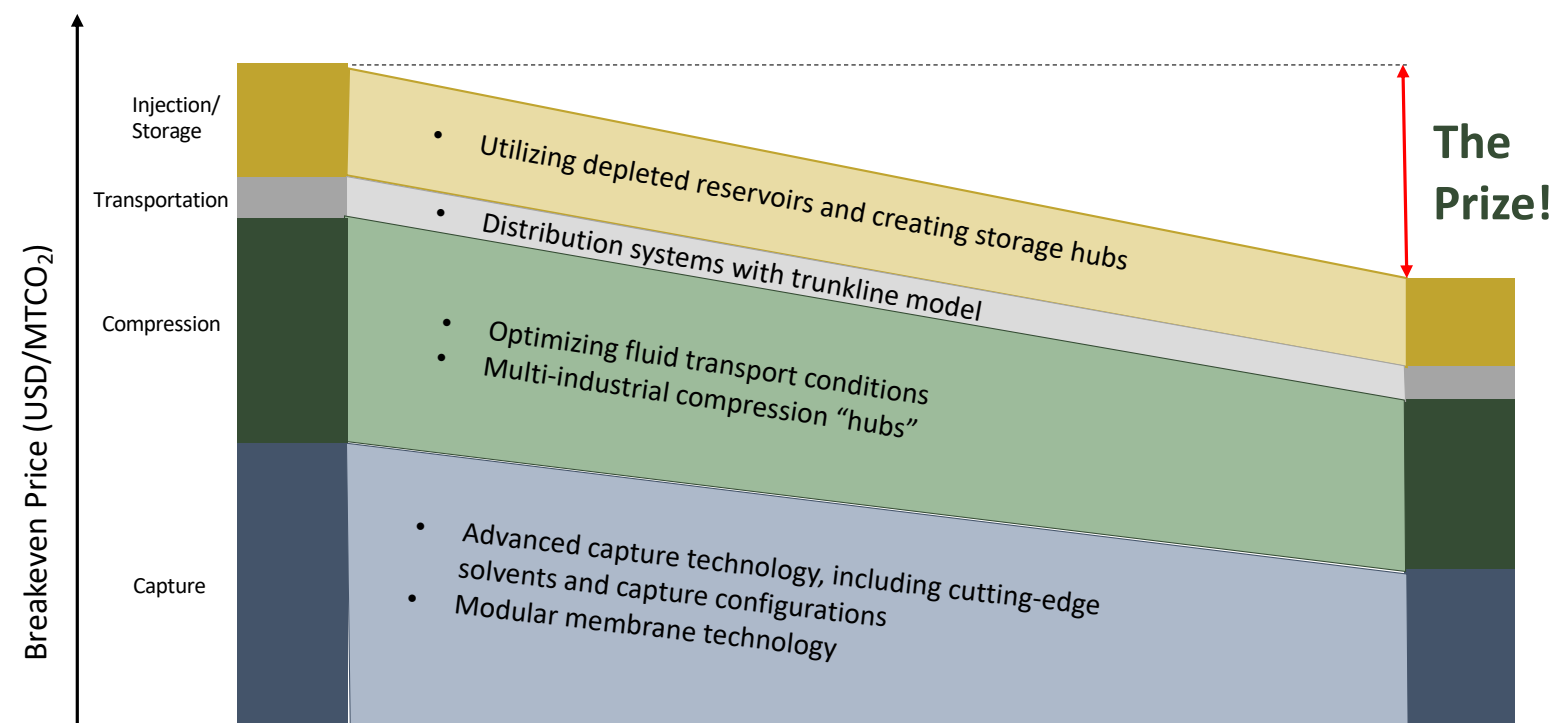 Breakeven Price (USD/MTCO₂)
Injection/
Storage
Transportation
Compression
Capture
• Utilizing depleted reservoirs and creating storage hubs
• Distribution systems with trunkline model
• Optimizing fluid transport conditions
• Multi-industrial compression “hubs”
• Advanced capture technology, including cutting-edge
solvents and capture configurations
• Modular membrane technology
The
Prize!